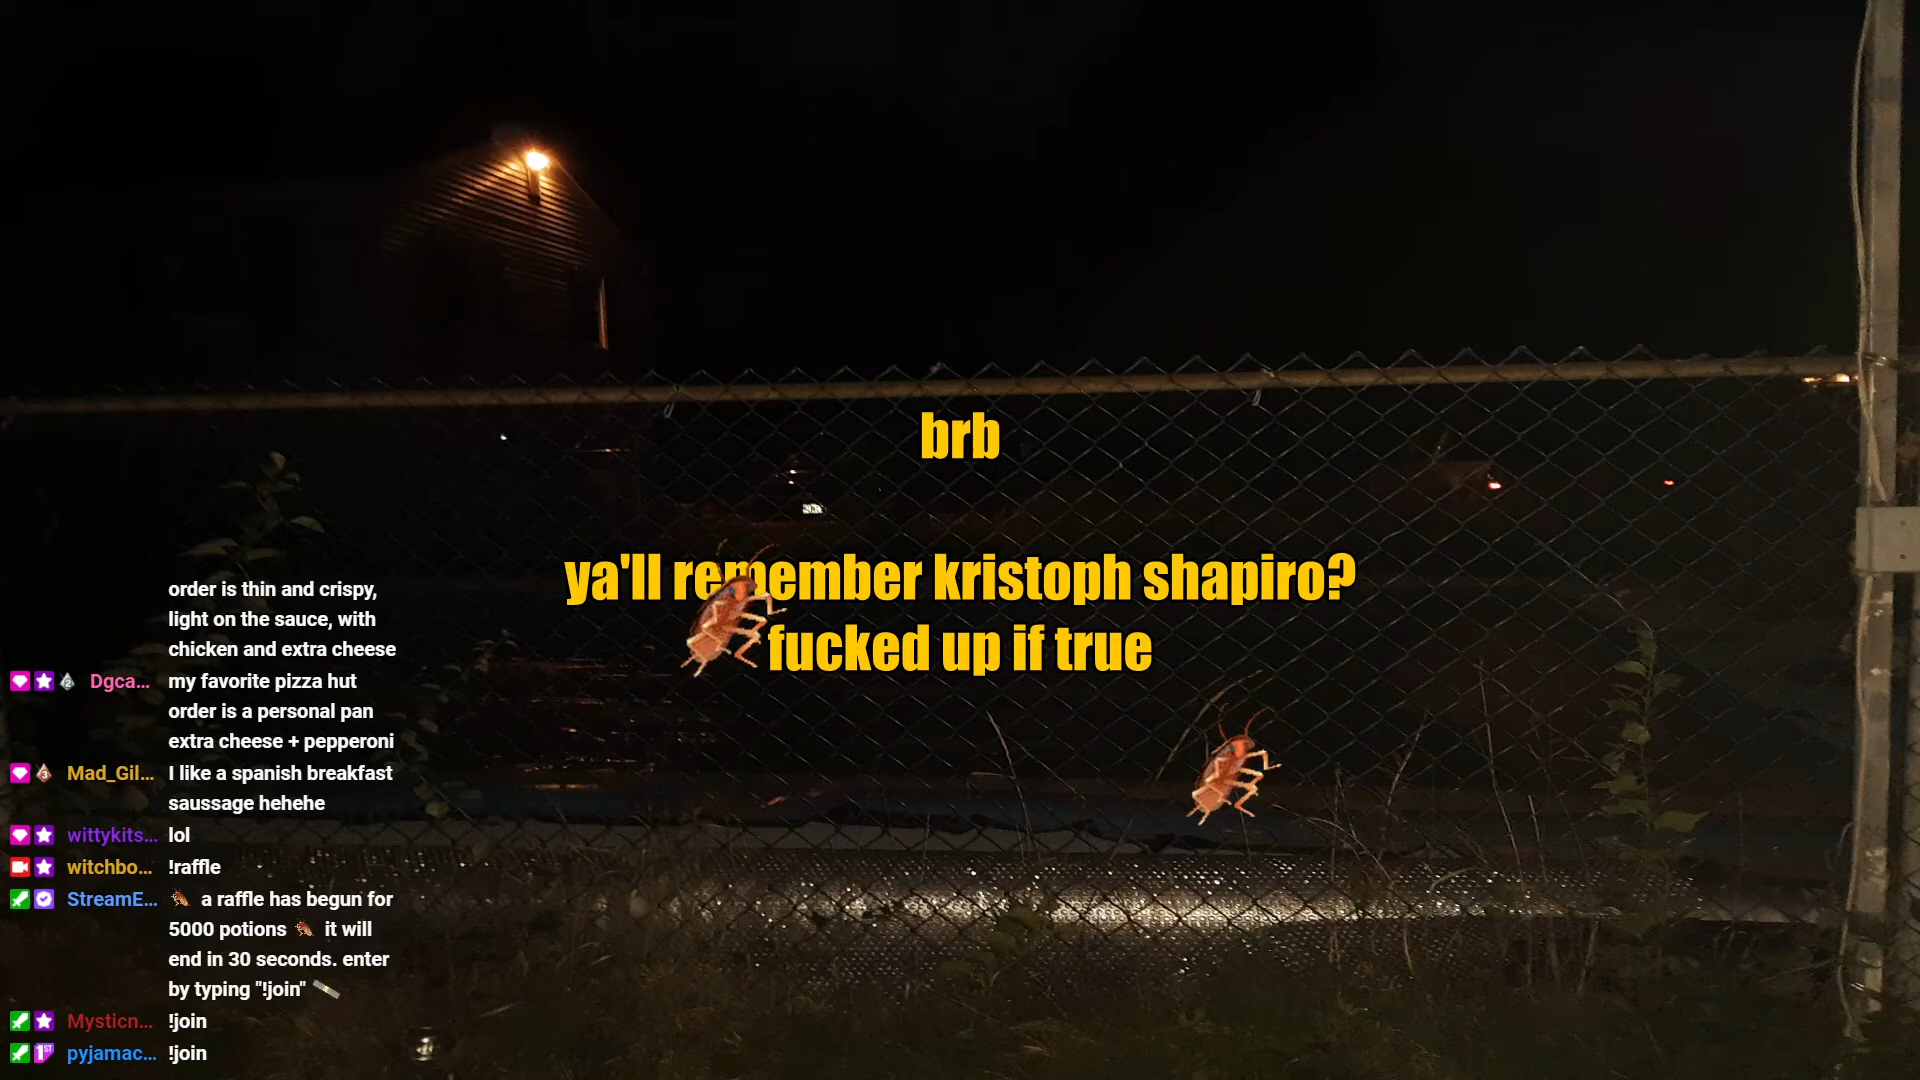 brb
ya'll remember kristoph shapiro?
fucked up if true
order is thin and crispy,
light on the sauce, with
chicken and extra cheese
Dgca... my favorite pizza hut
order is a personal pan
extra cheese + pepperoni
Mad_Gil... I like a spanish breakfast
saussage hehehe
wittykits... lol
witchbo... !raffle
StreamE... a raffle has begun for
5000 potions it will
end in 30 seconds. enter
by typing "!join"
Mysticn... !join
pyjamac... !join